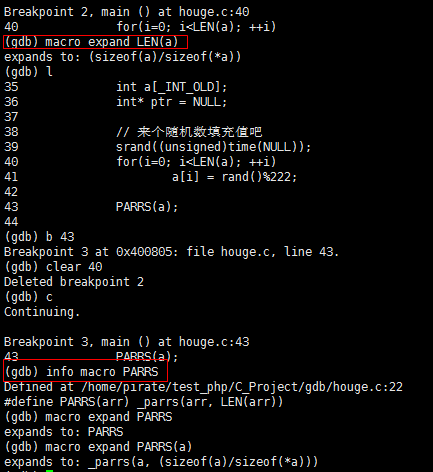 Breakpoint 2, main () at houge.c:40
40 for(i=0; i<LEN(a); ++i)
(gdb) macro expand LEN(a)
expands to: (sizeof(a)/sizeof(*a))
(gdb) l
35 int a[_INT_OLD];
36 int* ptr = NULL;
37
38 // 来个随机数填充值吧
39 srand((unsigned)time(NULL));
40 for(i=0; i<LEN(a); ++i)
41 a[i] = rand()%222;
42
43 PARRS(a);
44
(gdb) b 43
Breakpoint 3 at 0x400805: file houge.c, line 43.
(gdb) clear 40
Deleted breakpoint 2
(gdb) c
Continuing.
Breakpoint 3, main () at houge.c:43
43 PARRS(a);
(gdb) info macro PARRS
Defined at /home/pirate/test_php/C_Project/gdb/houge.c:22
#define PARRS(arr) _parrs(arr, LEN(arr))
(gdb) macro expand PARRS
expands to: PARRS
(gdb) macro expand PARRS(a)
expands to: _parrs(a, (sizeof(a)/sizeof(*a)))